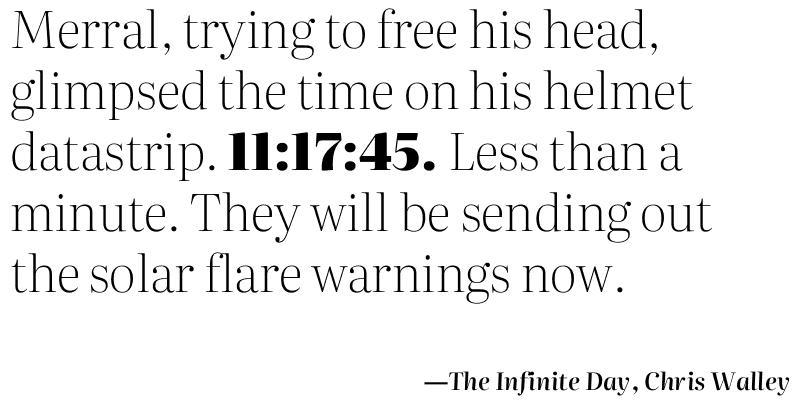 Merral, trying to free his head,
glimpsed the time on his helmet
datastrip. 11:17:45. Less than a
minute. They will be sending out
the solar flare warnings now.
—The Infinite Day, Chris Walley